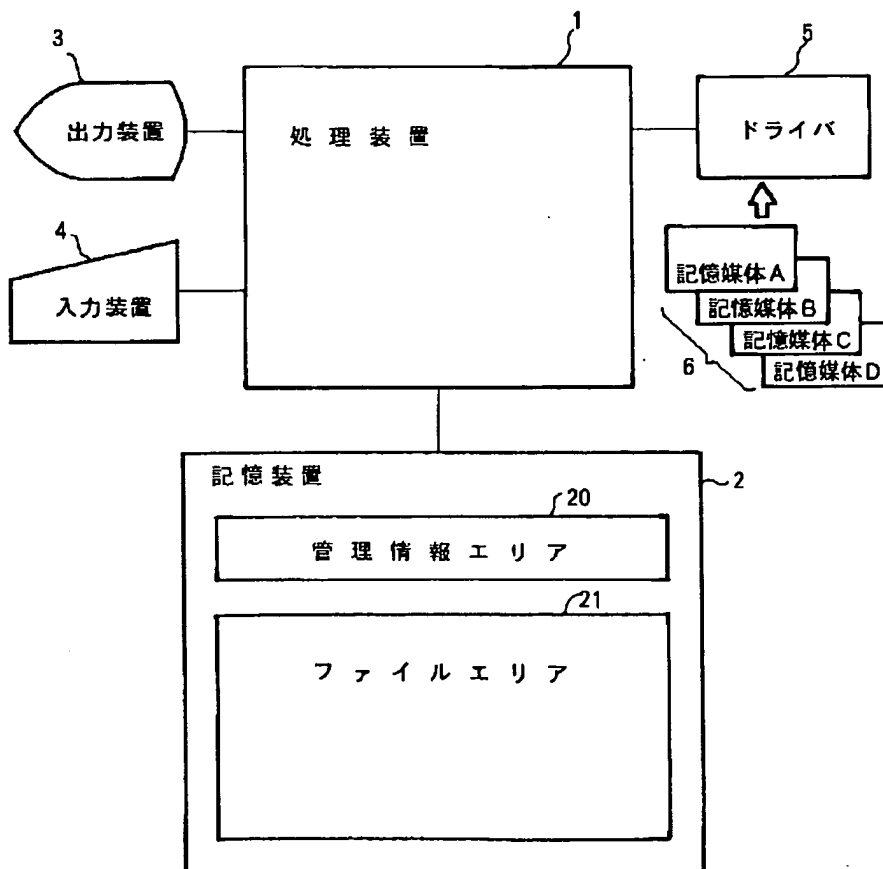 1
3
5
出力装置
処理装置
ドライバ
4
入力装置
記憶媒体A
記憶媒体B
記憶媒体C
記憶媒体D
6
記憶装置
2
20
管理情報エリア
21
ファイルエリア